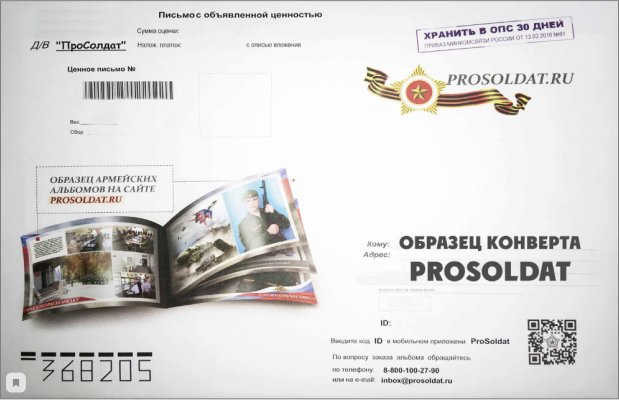 Письмо с объявленной ценностью
Сумма оценки:
Д/В "ПроСолдат" Налож. платеж: с описью вложения
Ценное письмо №
Вес
Сбор
ХРАНИТЬ В ОПС 30 ДНЕЙ
ПРИКАЗ МИНКОМСВЯЗИ РОССИИ ОТ 13.02.2018 №61
PROSOLDAT.RU
ОБРАЗЕЦ АРМЕЙСКИХ
АЛЬБОМОВ НА САЙТЕ
PROSOLDAT.RU
Кому: ОБРАЗЕЦ КОНВЕРТА
Адрес: PROSOLDAT
ID:
Введите код ID в мобильном приложени ProSoldat
По вопросу заказа альбома обращайтесь
по телефону: 8-800-100-27-90
или на e-mail: inbox@prosoldat.ru
368205